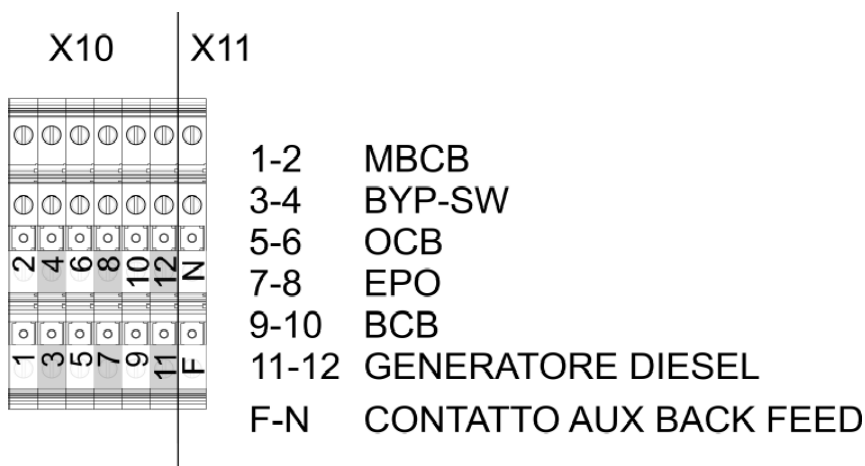 X10 X11
2 4 6 8 10 12 N
1 3 5 7 9 11 F
1-2 MBCB
3-4 BYP-SW
5-6 OCB
7-8 EPO
9-10 BCB
11-12 GENERATORE DIESEL
F-N CONTATTO AUX BACK FEED